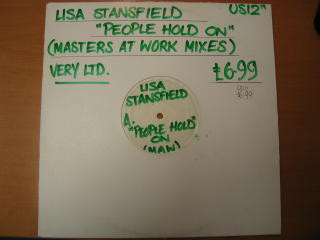 LISA STANSFIELD US12"
"PEOPLE HOLD ON"
(MASTERS AT WORK MIXES)
VERY LTD. £6.99
LISA
STANSFIELD
A. "PEOPLE HOLD"
ON
(MAW)